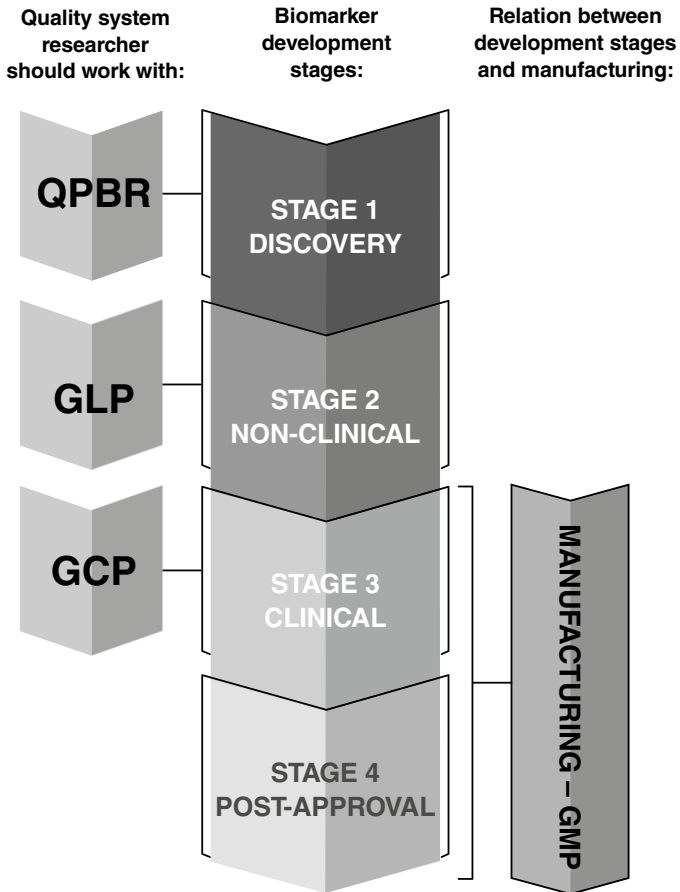 Quality system
researcher
should work with:
Biomarker
development
stages:
Relation between
development stages
and manufacturing:
QPBR
STAGE 1
DISCOVERY
GLP
STAGE 2
NON-CLINICAL
GCP
STAGE 3
CLINICAL
STAGE 4
POST-APPROVAL
MANUFACTURING – GMP